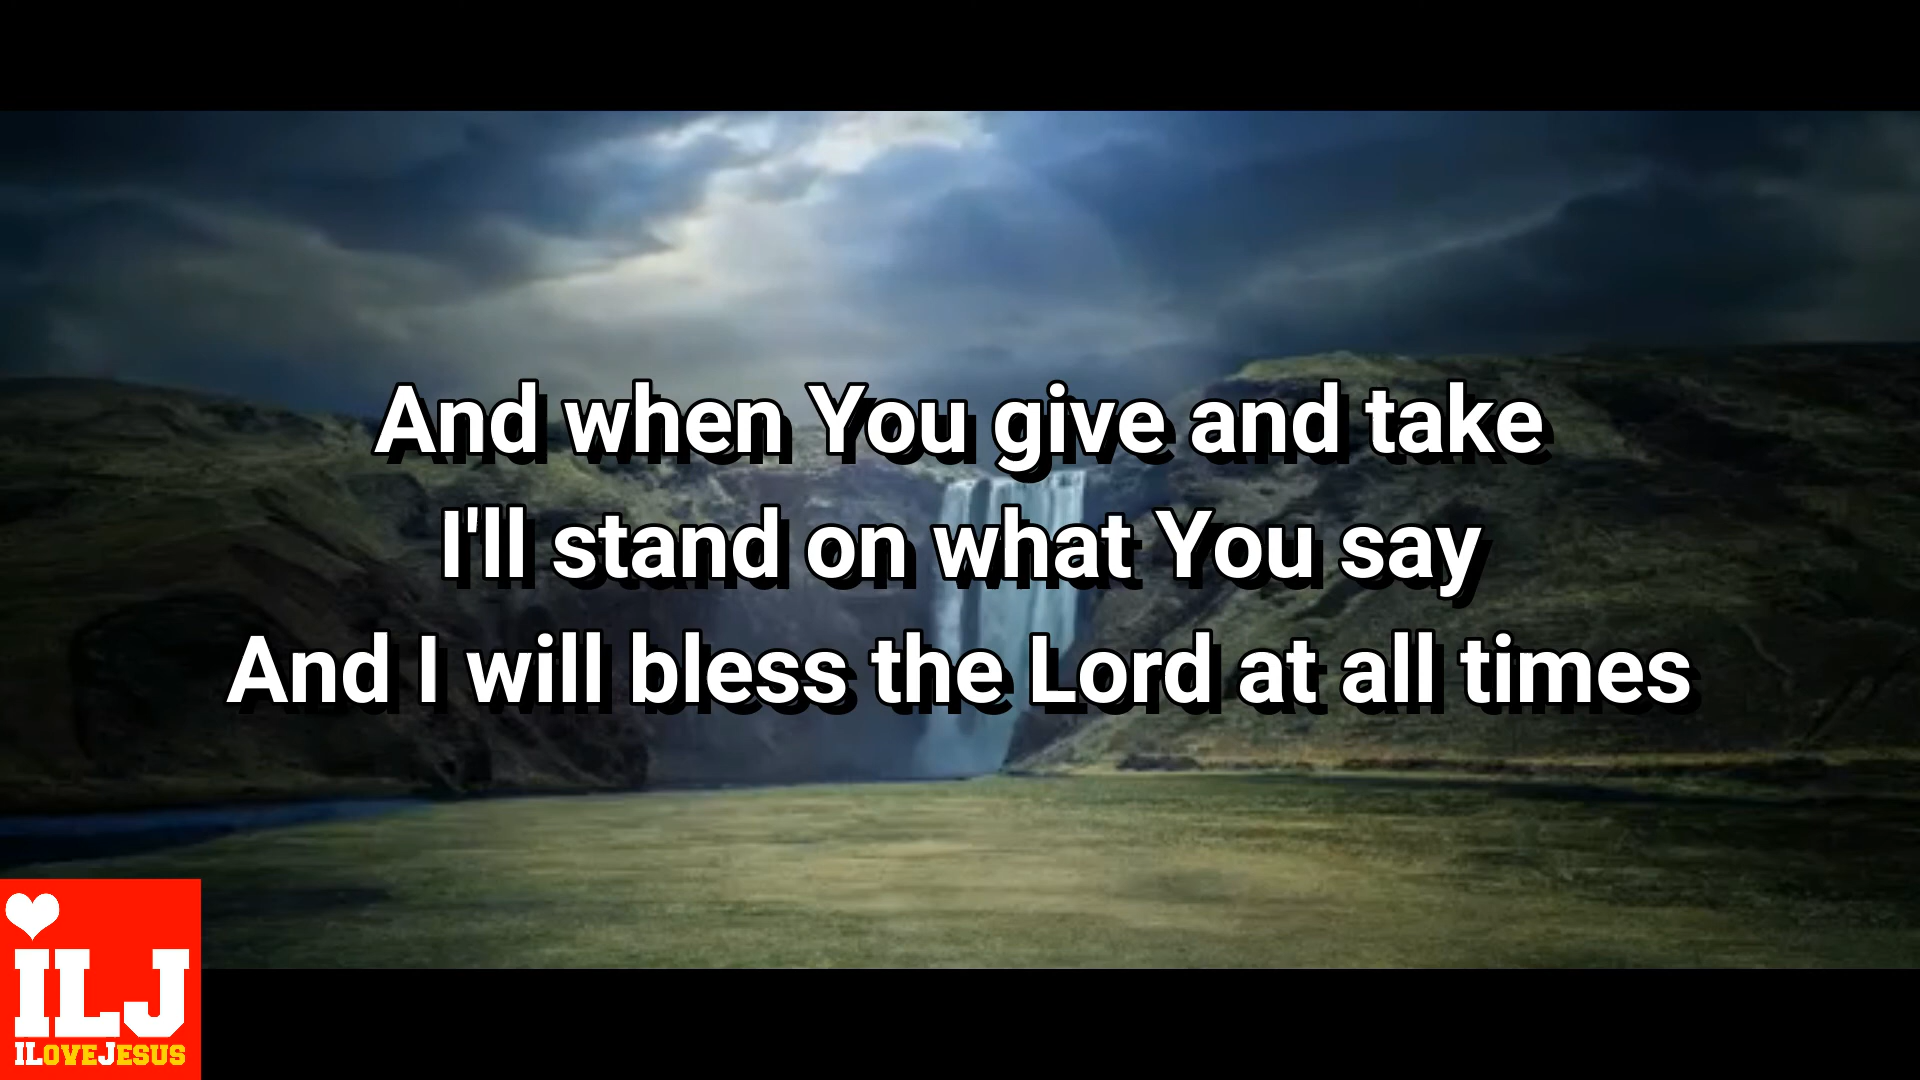 And when You give and take
I'll stand on what You say
And I will bless the Lord at all times
iLJ
ILOVEJESUS